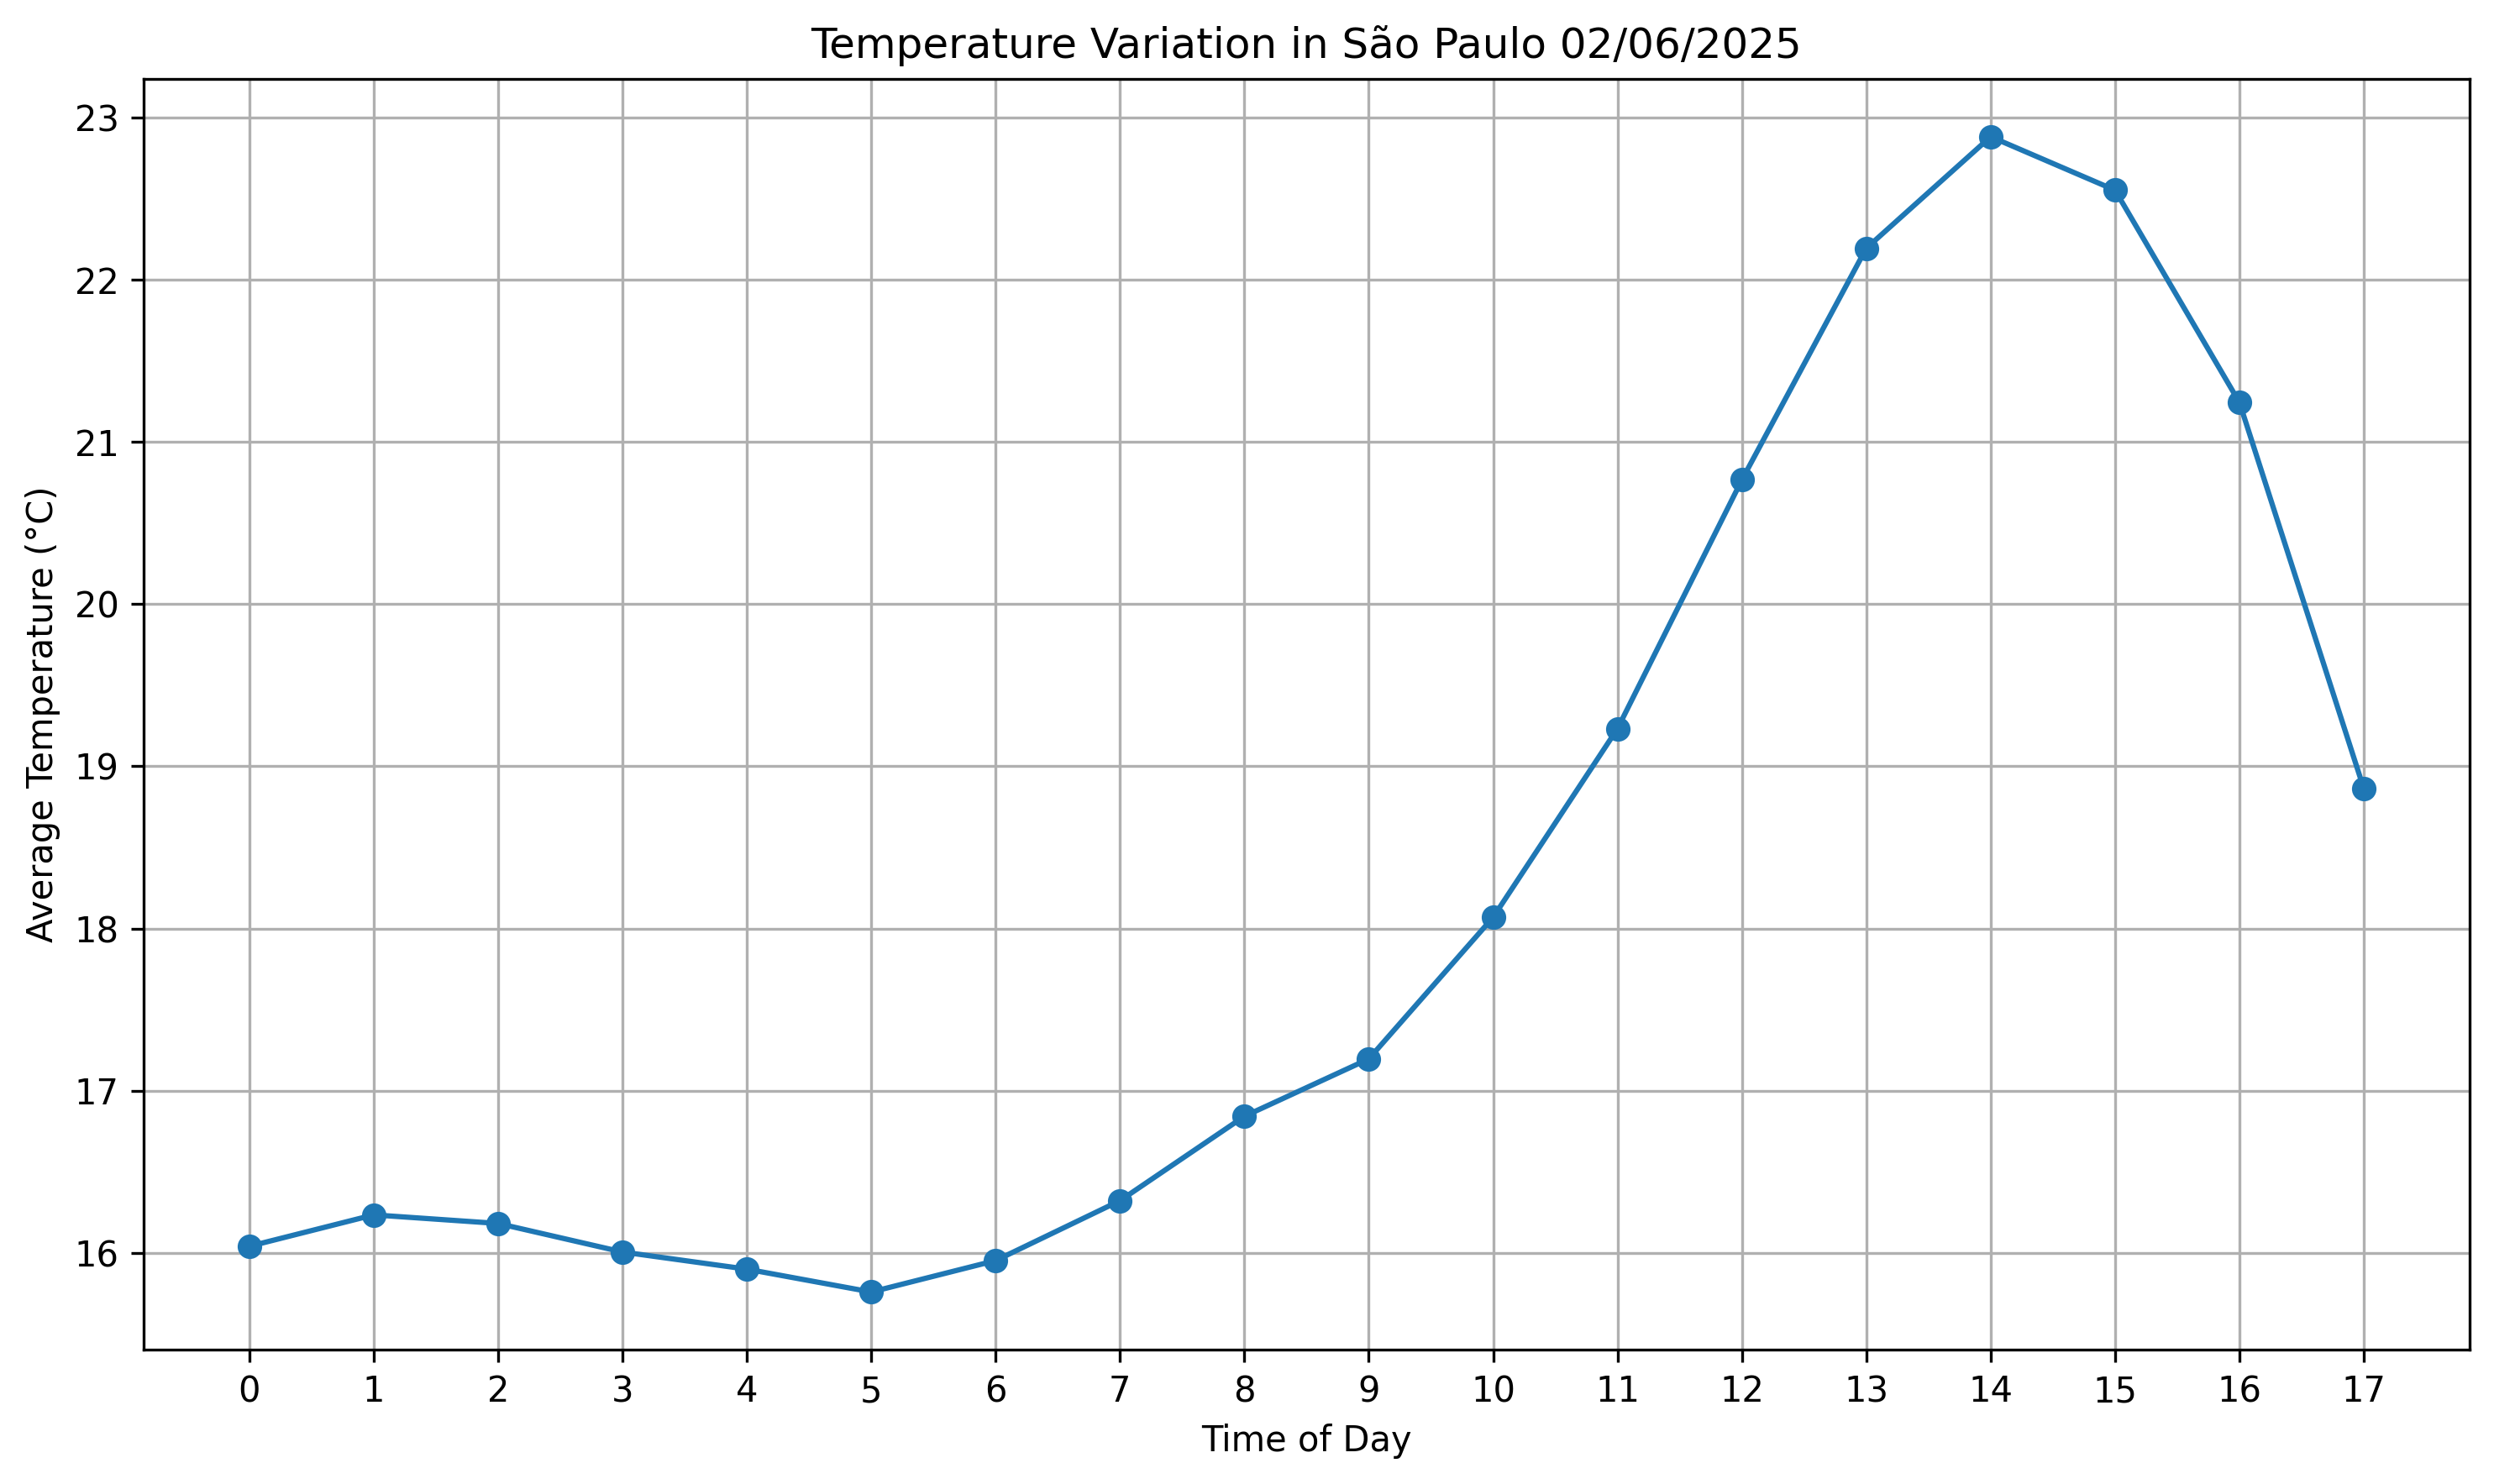 Temperature Variation in São Paulo 02/06/2025
23
22
21
20
19
18
17
16
Average Temperature (°C)
0 1 2 3 4 5 6 7 8 9 10 11 12 13 14 15 16 17
Time of Day